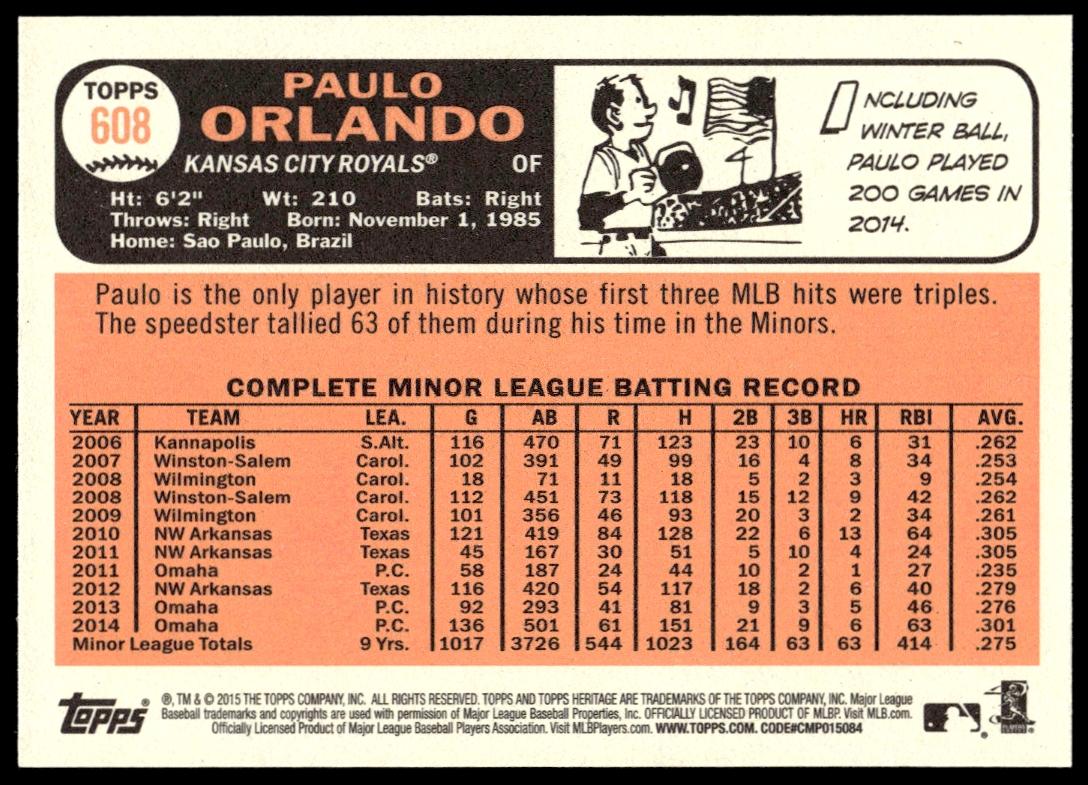 TOPPS
608
PAULO
ORLANDO
KANSAS CITY ROYALS® OF
Ht: 6'2" Wt: 210 Bats: Right
Throws: Right Born: November 1, 1985
Home: Sao Paulo, Brazil
4
INCLUDING
WINTER BALL,
PAULO PLAYED
200 GAMES IN
2014.
Paulo is the only player in history whose first three MLB hits were triples.
The speedster tallied 63 of them during his time in the Minors.
COMPLETE MINOR LEAGUE BATTING RECORD
YEAR TEAM LEA. G AB R H 2B 3B HR RBI AVG.
2006 Kannapolis S.Alt. 116 470 71 123 23 10 6 31 .262
2007 Winston-Salem Carol. 102 391 49 99 16 4 8 34 .253
2008 Wilmington Carol. 18 71 11 18 5 2 3 9 .254
2008 Winston-Salem Carol. 112 451 73 118 15 12 9 42 .262
2009 Wilmington Carol. 101 356 46 93 20 3 2 34 .261
2010 NW Arkansas Texas 121 419 84 128 22 6 13 64 .305
2011 NW Arkansas Texas 45 167 30 51 5 10 4 24 .305
2011 Omaha P.C. 58 187 24 44 10 2 1 27 .235
2012 NW Arkansas Texas 116 420 54 117 18 2 6 40 .279
2013 Omaha P.C. 92 293 41 81 9 3 5 46 .276
2014 Omaha P.C. 136 501 61 151 21 9 6 63 .301
Minor League Totals 9 Yrs. 1017 3726 544 1023 164 63 63 414 .275
Topps®
®, TM & © 2015 THE TOPPS COMPANY, INC. ALL RIGHTS RESERVED. TOPPS AND TOPPS HERITAGE ARE TRADEMARKS OF THE TOPPS COMPANY, INC. Major League
Baseball trademarks and copyrights are used with permission of Major League Baseball Properties, Inc. OFFICIALLY LICENSED PRODUCT OF MLBP. Visit MLB.com.
Officially Licensed Product of Major League Baseball Players Association. Visit MLBPlayers.com. WWW.TOPPS.COM. CODE#CMP015084